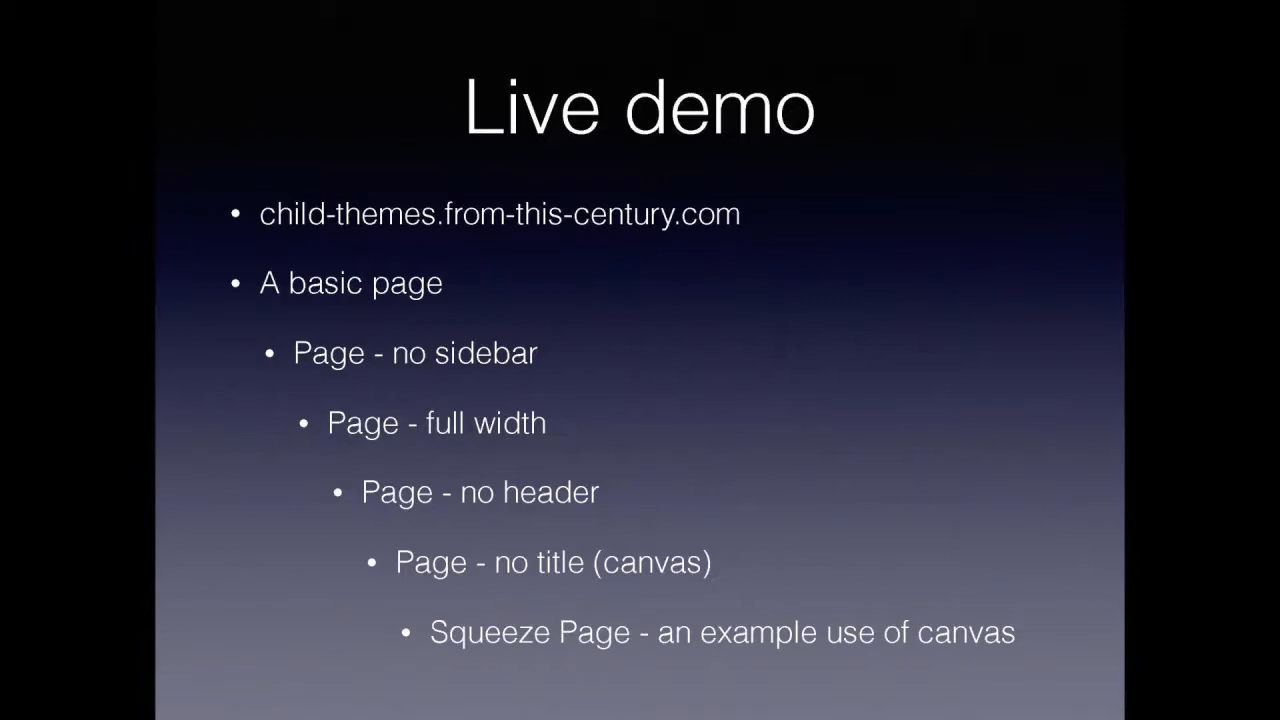 Live demo
• child-themes.from-this-century.com
• A basic page
• Page - no sidebar
• Page - full width
• Page - no header
• Page - no title (canvas)
• Squeeze Page - an example use of canvas